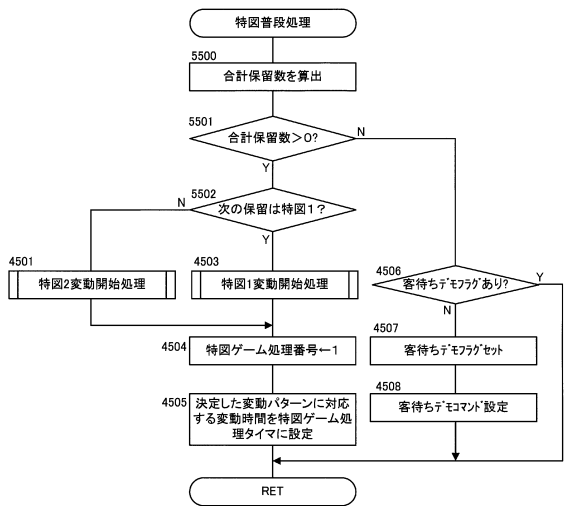 特図普段処理
5500
合計保留数を算出
5501
合計保留数>0?
N
Y
5502
次の保留は特図1?
N
Y
4501
特図2変動開始処理
4503
特図1変動開始処理
4506
客待ちﾃﾞﾓﾌﾗｸﾞあり?
Y
N
4504
特図ゲーム処理番号←1
4507
客待ちﾃﾞﾓﾌﾗｸﾞｾｯﾄ
4505
決定した変動パターンに対応
する変動時間を特図ゲーム処
理タイマに設定
4508
客待ちﾃﾞﾓｺﾏﾝﾄﾞ設定
RET